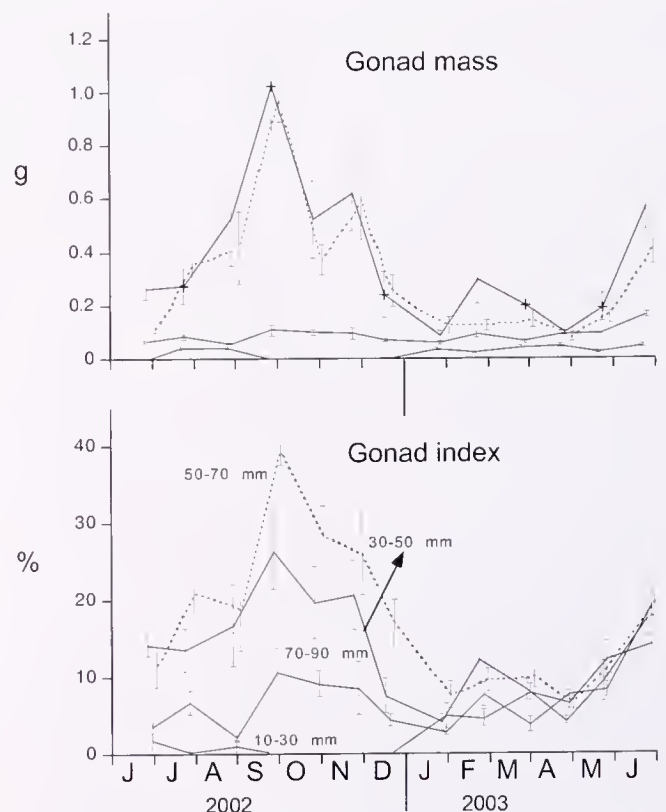 Gonad mass
g
1.2
1.0
0.8
0.6
0.4
0.2
0
Gonad index
%
40
30
20
10
0
50-70 mm
30-50 mm
70-90 mm
10-30 mm
J J A S O N D J F M A M J
2002 2003